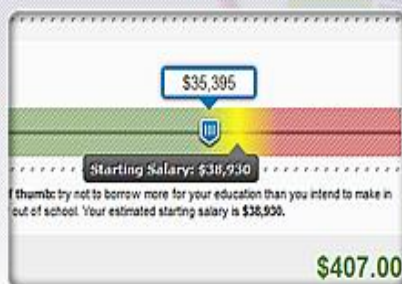 $35,395
Starting Salary: $38,930
f thumb: try not to borrow more for your education than you intend to make in
out of school. Your estimated starting salary is $38,930.
$407.00